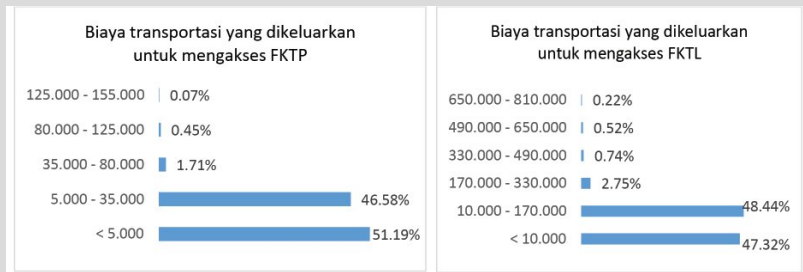 Biaya transportasi yang dikeluarkan
untuk mengakses FKTP
125.000 - 155.000 0.07%
80.000 - 125.000 0.45%
35.000 - 80.000 1.71%
5.000 - 35.000 46.58%
< 5.000 51.19%
Biaya transportasi yang dikeluarkan
untuk mengakses FKTL
650.000 - 810.000 0.22%
490.000 - 650.000 0.52%
330.000 - 490.000 0.74%
170.000 - 330.000 2.75%
10.000 - 170.000 48.44%
< 10.000 47.32%